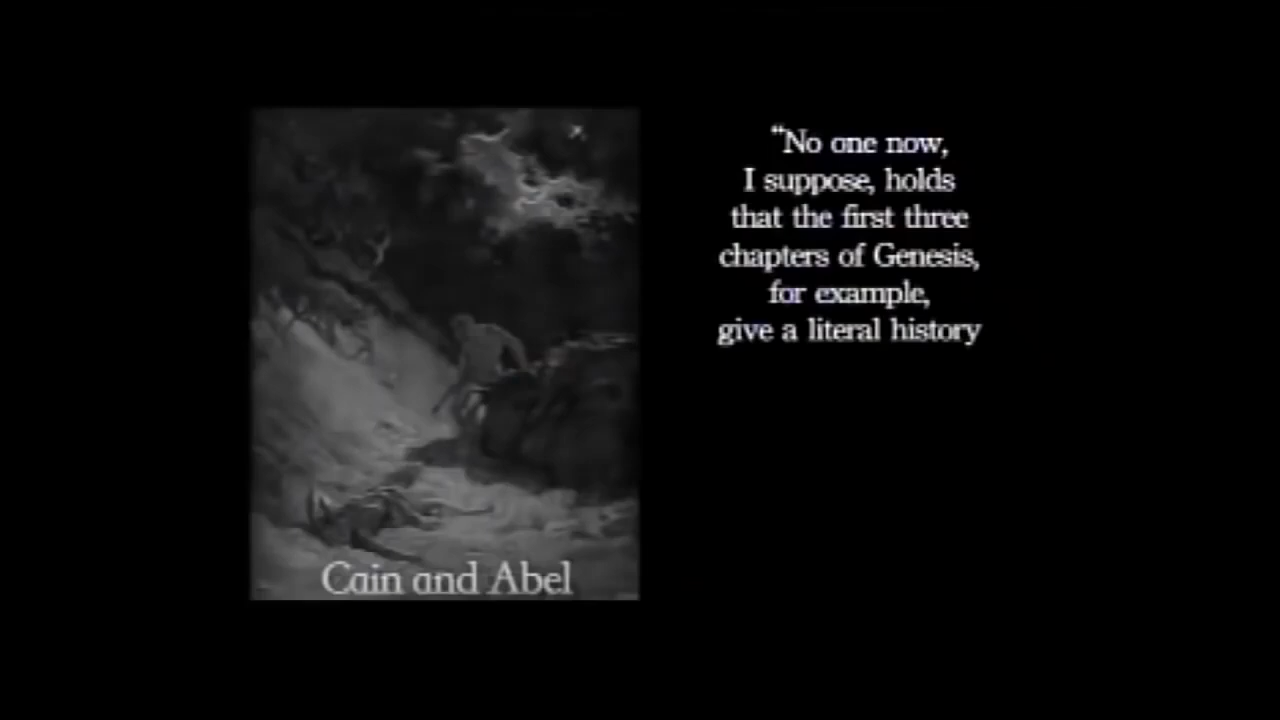 “No one now,
I suppose, holds
that the first three
chapters of Genesis,
for example,
give a literal history
Cain and Abel